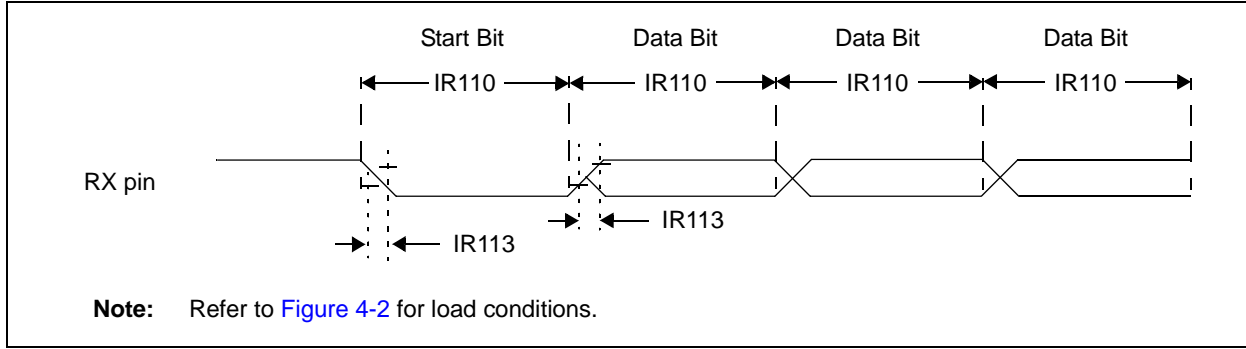 Start Bit Data Bit Data Bit Data Bit
IR110 IR110 IR110 IR110
RX pin
IR113
IR113
Note: Refer to Figure 4-2 for load conditions.